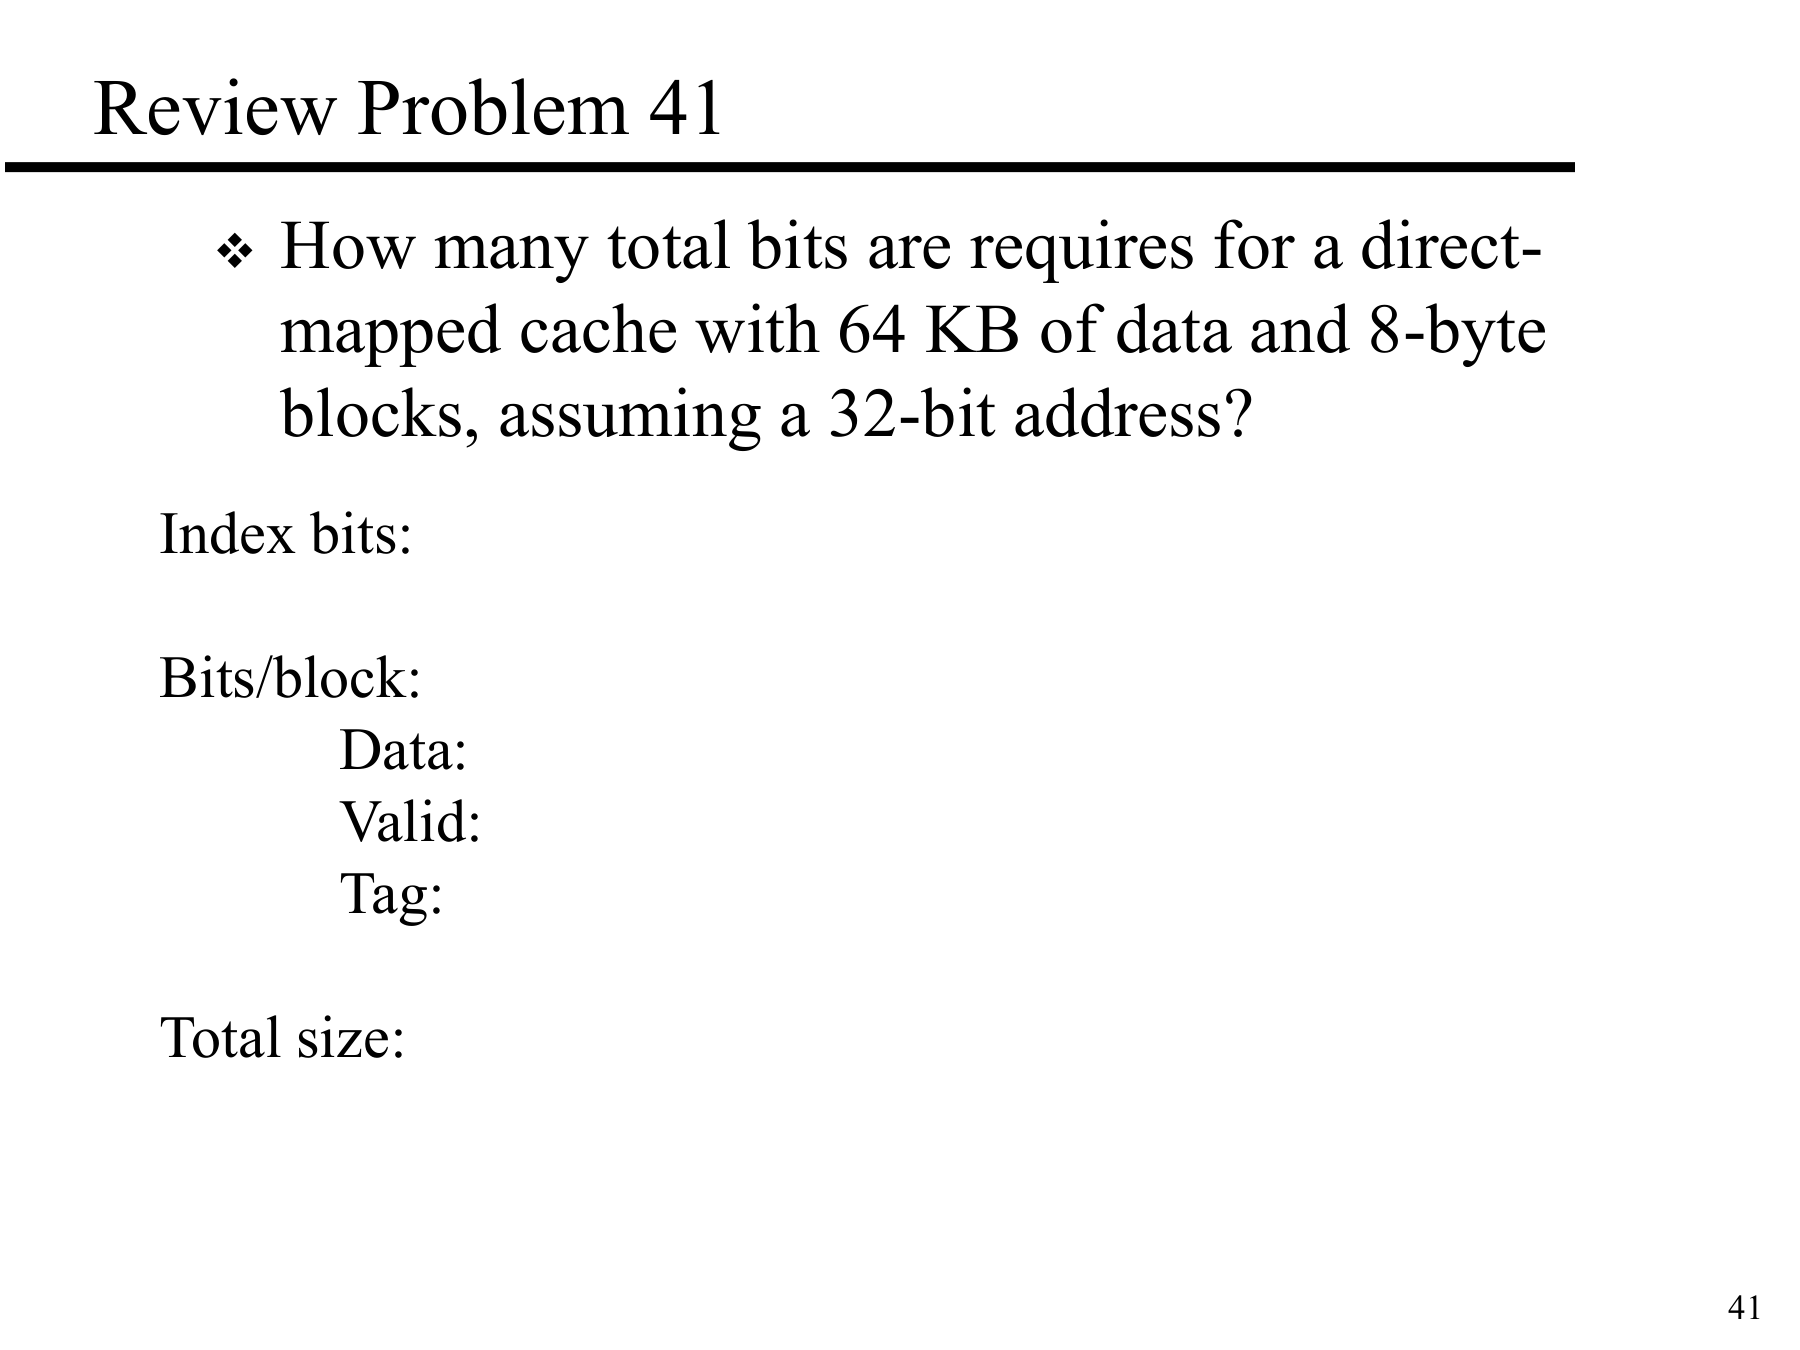 Review Problem 41
❖ How many total bits are requires for a direct-
mapped cache with 64 KB of data and 8-byte
blocks, assuming a 32-bit address?
Index bits:
Bits/block:
Data:
Valid:
Tag:
Total size:
41